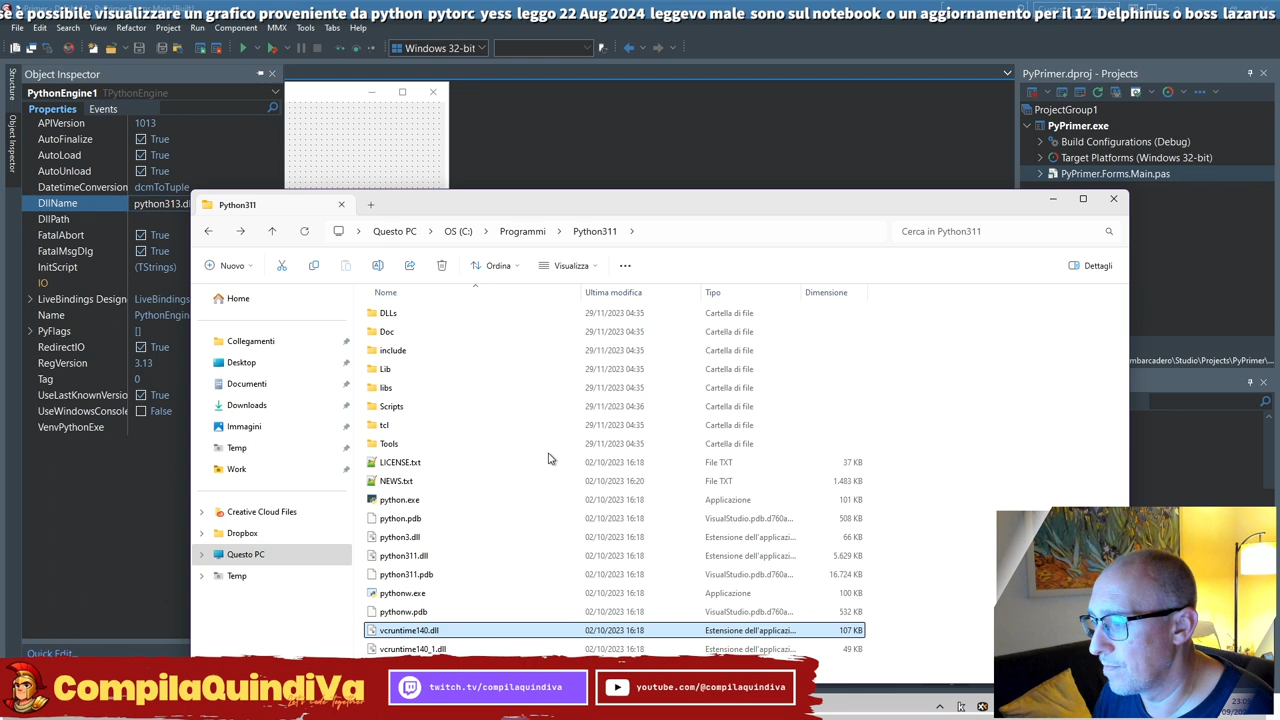 se è possibile visualizzare un grafico proveniente da python pytorc yess leggo 22 Aug 2024 leggevo male sono sul notebook o un aggiornamento per il 12 Delphinus o boss lazarus
File Edit Search View Refactor Project Run Component MMX Tools Tabs Help
Windows 32-bit
Structure
Object Inspector
Object Inspector
PythonEngine1 TPythonEngine
Properties Events
APIVersion 1013
AutoFinalize True
AutoLoad True
AutoUnload True
DatetimeConversion dcmToTuple
DllName python313.dl
DllPath
FatalAbort True
FatalMsgDlg True
InitScript (TStrings)
IO
LiveBindings Design LiveBindings
Name PythonEngin
PyFlags []
RedirectIO True
RegVersion 3.13
Tag 0
UseLastKnownVersio True
UseWindowsConsole False
VenvPythonExe
Quick Edit...
PyPrimer.dproj - Projects
ProjectGroup1
PyPrimer.exe
Build Configurations (Debug)
Target Platforms (Windows 32-bit)
PyPrimer.Forms.Main.pas
mbarcadero\Studio\Projects\PyPrimer\
Python311
Questo PC > OS (C:) > Programmi > Python311 >
Cerca in Python311
Nuovo Ordina Visualizza ... Dettagli
Home
Collegamenti
Desktop
Documenti
Downloads
Immagini
Temp
Work
Creative Cloud Files
Dropbox
Questo PC
Temp
Nome Ultima modifica Tipo Dimensione
DLLs 29/11/2023 04:35 Cartella di file
Doc 29/11/2023 04:35 Cartella di file
include 29/11/2023 04:35 Cartella di file
Lib 29/11/2023 04:35 Cartella di file
libs 29/11/2023 04:35 Cartella di file
Scripts 29/11/2023 04:36 Cartella di file
tcl 29/11/2023 04:35 Cartella di file
Tools 29/11/2023 04:35 Cartella di file
LICENSE.txt 02/10/2023 16:18 File TXT 37 KB
NEWS.txt 02/10/2023 16:20 File TXT 1.483 KB
python.exe 02/10/2023 16:18 Applicazione 101 KB
python.pdb 02/10/2023 16:18 VisualStudio.pdb.d760a... 508 KB
python3.dll 02/10/2023 16:18 Estensione dell'applicazi... 66 KB
python311.dll 02/10/2023 16:18 Estensione dell'applicazi... 5.629 KB
python311.pdb 02/10/2023 16:18 VisualStudio.pdb.d760a... 16.724 KB
pythonw.exe 02/10/2023 16:18 Applicazione 100 KB
pythonw.pdb 02/10/2023 16:18 VisualStudio.pdb.d760a... 532 KB
vcruntime140.dll 02/10/2023 16:18 Estensione dell'applicazi... 107 KB
vcruntime140_1.dll 02/10/2023 16:18 Estensione dell'applicazi... 49 KB
CompilaQuindiVa
Let's Code Together
twitch.tv/compilaquindiva
youtube.com/@compilaquindiva